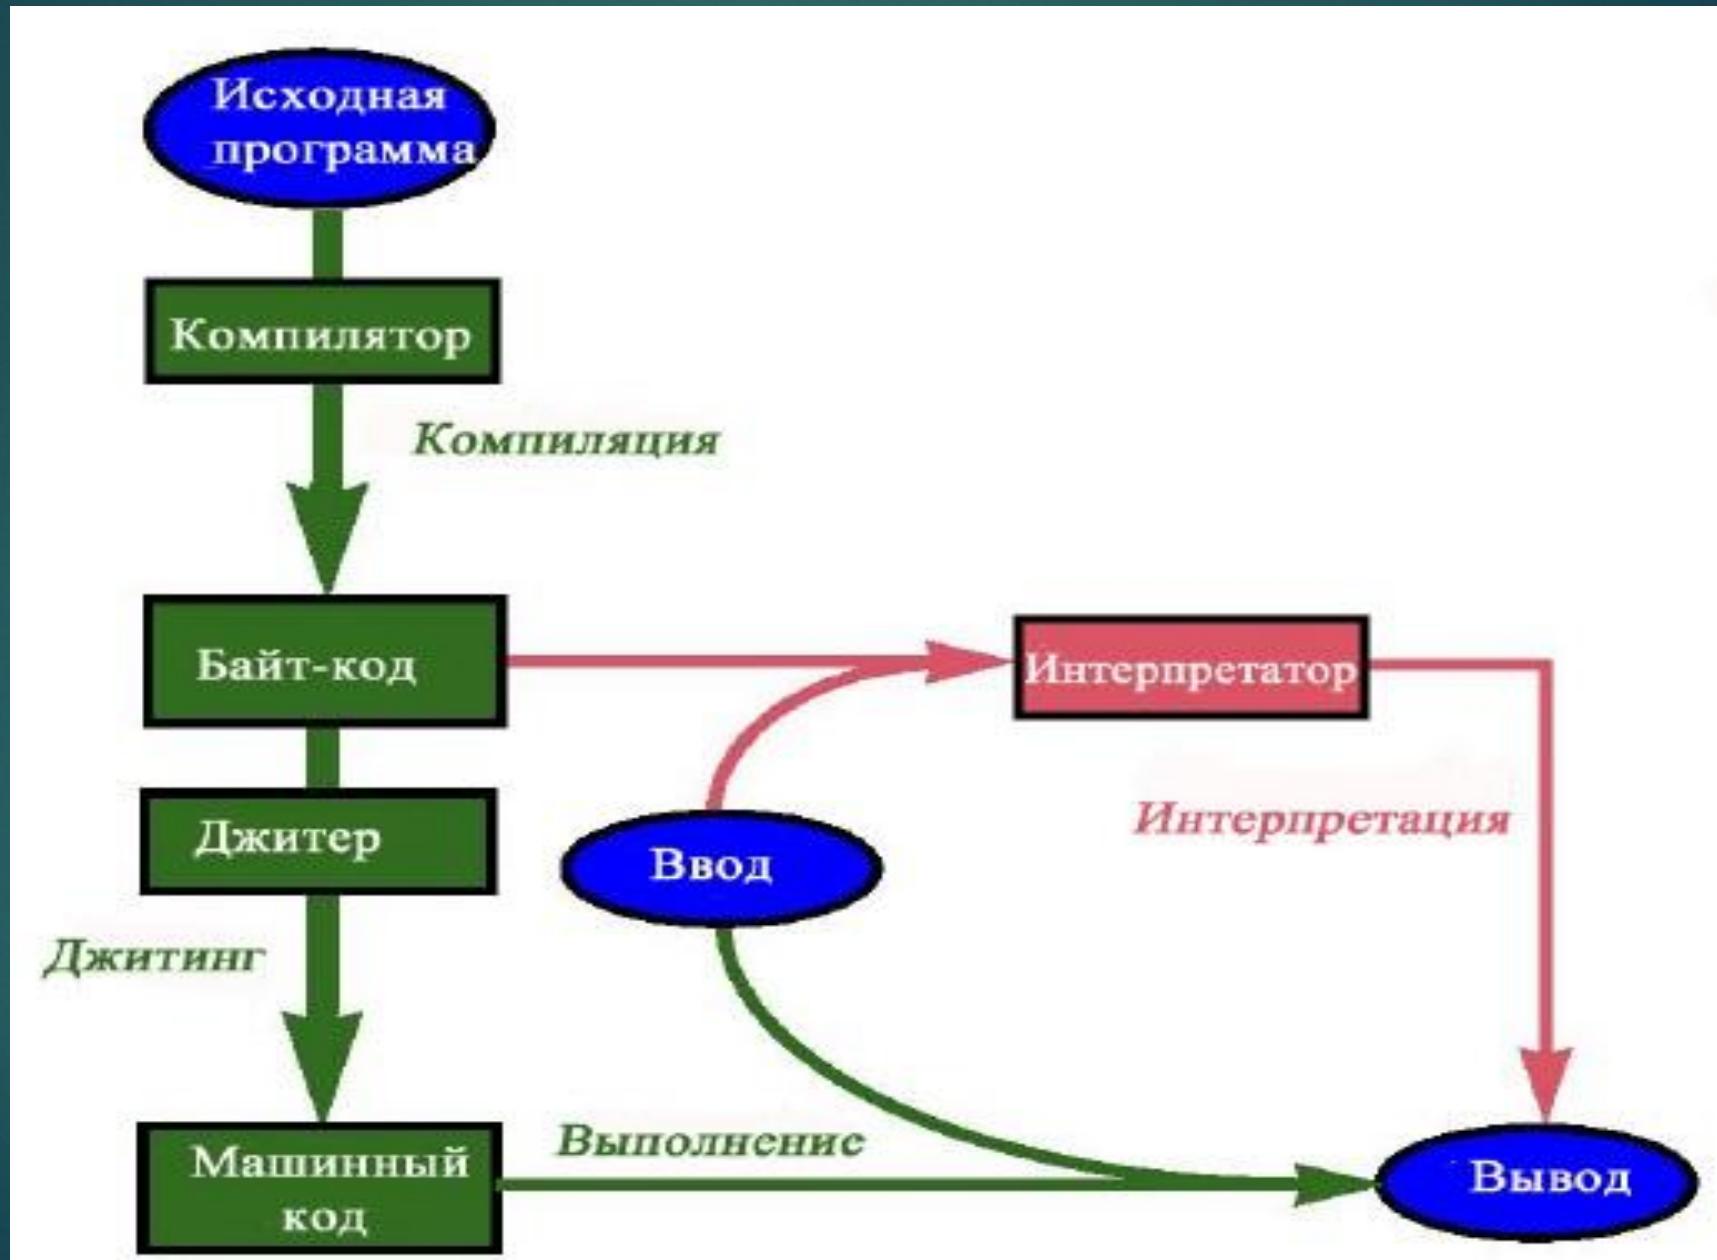 Исходная
программа
Компилятор
Компиляция
Байт-код
Интерпретатор
Джитер
Ввод
Интерпретация
Джитинг
Выполнение
Машинный
код
Вывод